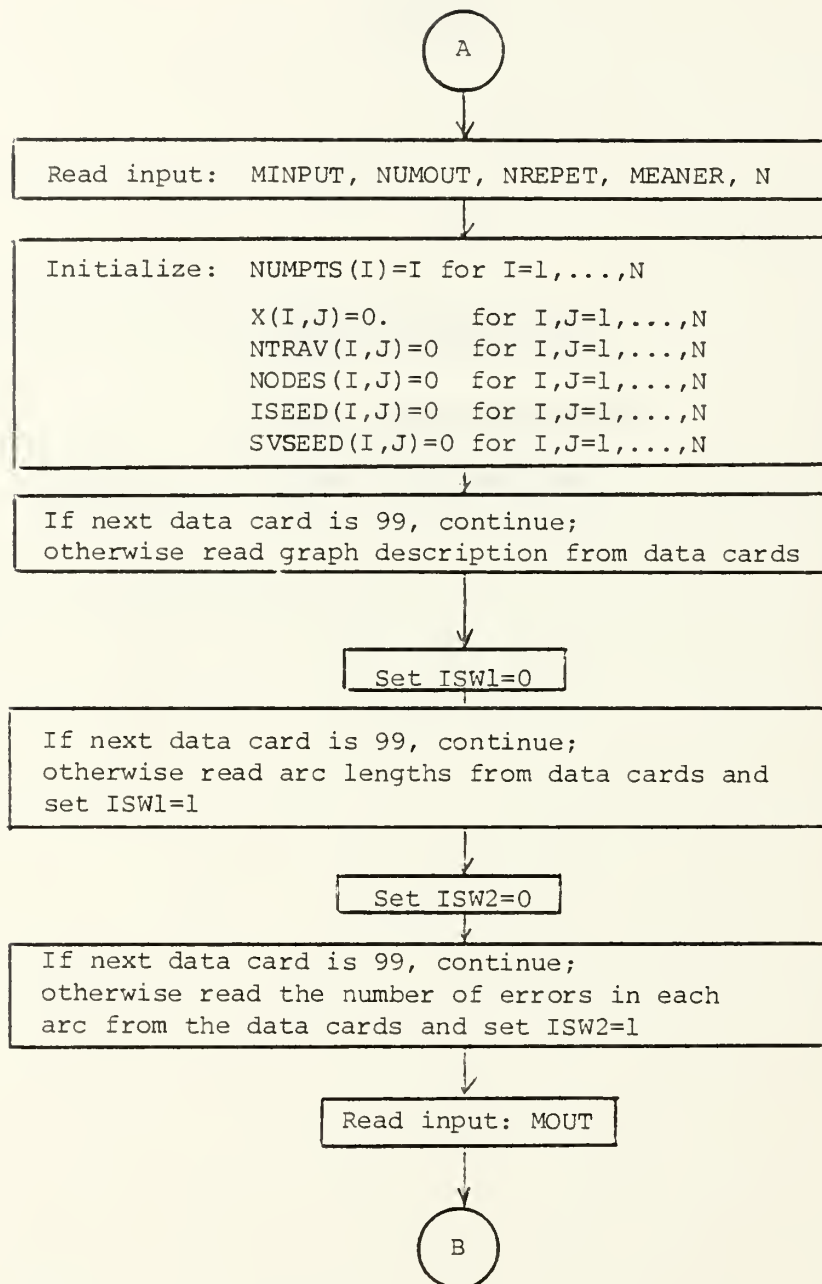 A
Read input: MINPUT, NUMOUT, NREPET, MEANER, N
Initialize: NUMPTS(I)=I for I=1,...,N
X(I,J)=0. for I,J=1,...,N
NTRAV(I,J)=0 for I,J=1,...,N
NODES(I,J)=0 for I,J=1,...,N
ISEED(I,J)=0 for I,J=1,...,N
SVSEED(I,J)=0 for I,J=1,...,N
If next data card is 99, continue;
otherwise read graph description from data cards
Set ISW1=0
If next data card is 99, continue;
otherwise read arc lengths from data cards and
set ISW1=1
Set ISW2=0
If next data card is 99, continue;
otherwise read the number of errors in each
arc from the data cards and set ISW2=1
Read input: MOUT
B